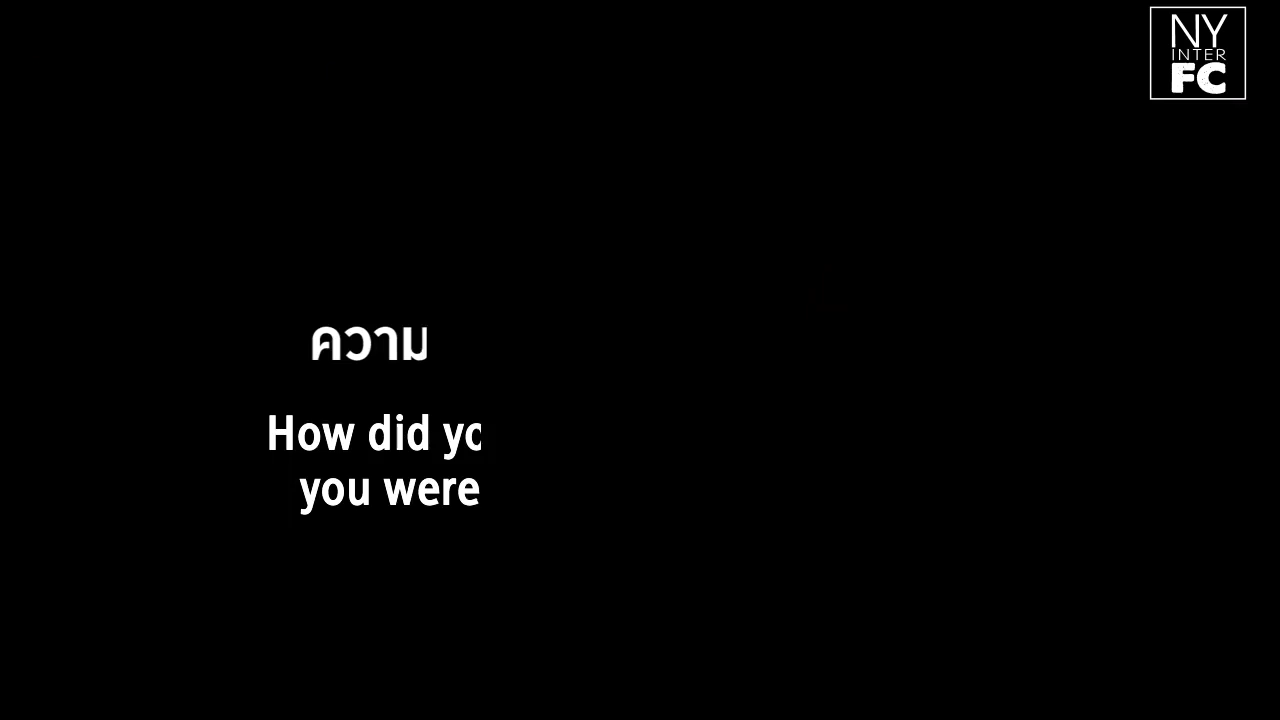 NY
INTER
FC
ความ
How did yo
you were